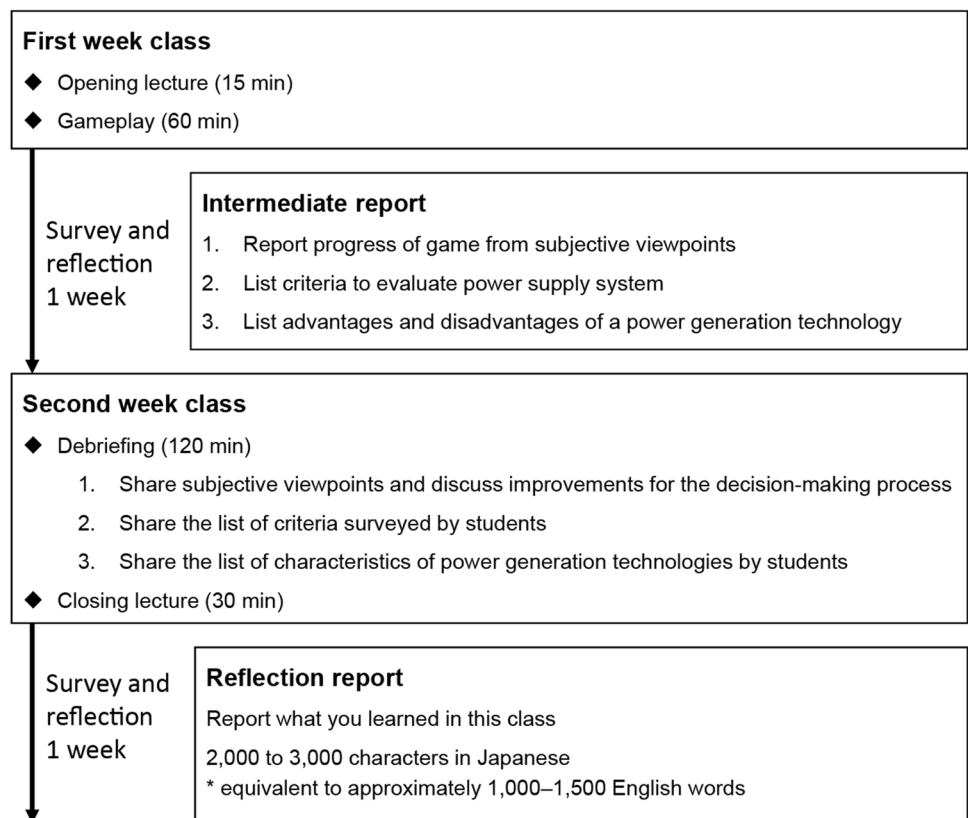 First week class
◆ Opening lecture (15 min)
◆ Gameplay (60 min)
Survey and
reflection
1 week
Intermediate report
1. Report progress of game from subjective viewpoints
2. List criteria to evaluate power supply system
3. List advantages and disadvantages of a power generation technology
Second week class
◆ Debriefing (120 min)
1. Share subjective viewpoints and discuss improvements for the decision-making process
2. Share the list of criteria surveyed by students
3. Share the list of characteristics of power generation technologies by students
◆ Closing lecture (30 min)
Survey and
reflection
1 week
Reflection report
Report what you learned in this class
2,000 to 3,000 characters in Japanese
* equivalent to approximately 1,000–1,500 English words